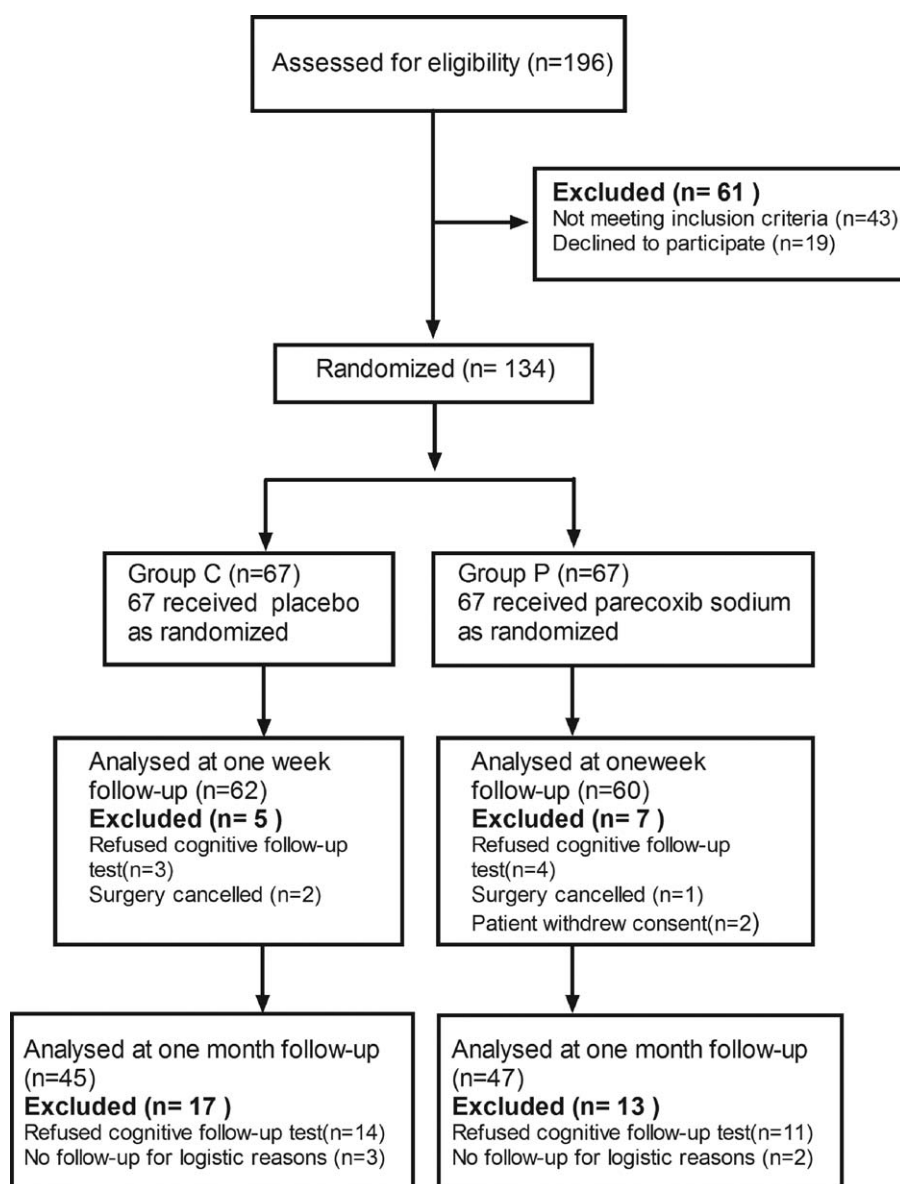 Assessed for eligibility (n=196)
Excluded (n= 61 )
Not meeting inclusion criteria (n=43)
Declined to participate (n=19)
Randomized (n= 134)
Group C (n=67)
67 received placebo
as randomized
Group P (n=67)
67 received parecoxib sodium
as randomized
Analysed at one week
follow-up (n=62)
Excluded (n= 5 )
Refused cognitive follow-up
test(n=3)
Surgery cancelled (n=2)
Analysed at oneweek
follow-up (n=60)
Excluded (n= 7 )
Refused cognitive follow-up
test(n=4)
Surgery cancelled (n=1)
Patient withdrew consent(n=2)
Analysed at one month follow-up
(n=45)
Excluded (n= 17 )
Refused cognitive follow-up test(n=14)
No follow-up for logistic reasons (n=3)
Analysed at one month follow-up
(n=47)
Excluded (n= 13 )
Refused cognitive follow-up test(n=11)
No follow-up for logistic reasons (n=2)